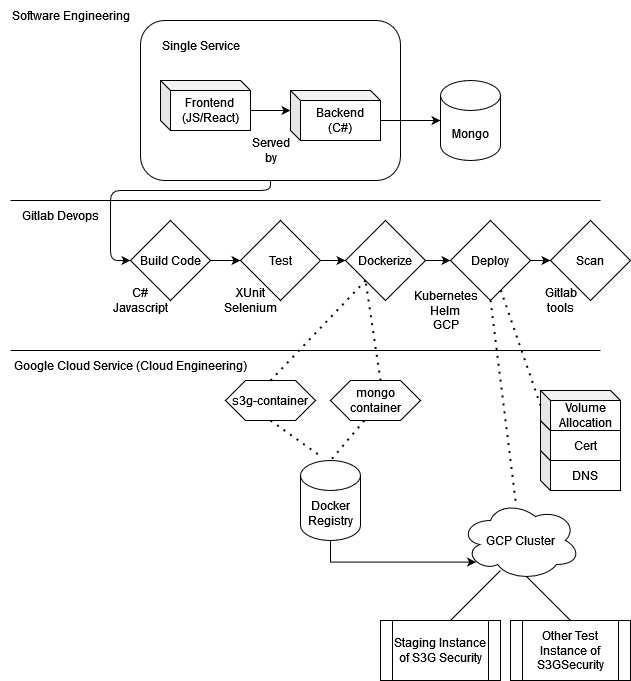 Software Engineering
Single Service
Frontend
(JS/React)
Backend
(C#)
Mongo
Served
by
Gitlab Devops
Build Code
Test
Dockerize
Deploy
Scan
C#
Javascript
XUnit
Selenium
Kubernetes
Helm
GCP
Gitlab
tools
Google Cloud Service (Cloud Engineering)
s3g-container
mongo
container
Volume
Allocation
Cert
DNS
Docker
Registry
GCP Cluster
Staging Instance
of S3G Security
Other Test
Instance of
S3GSecurity